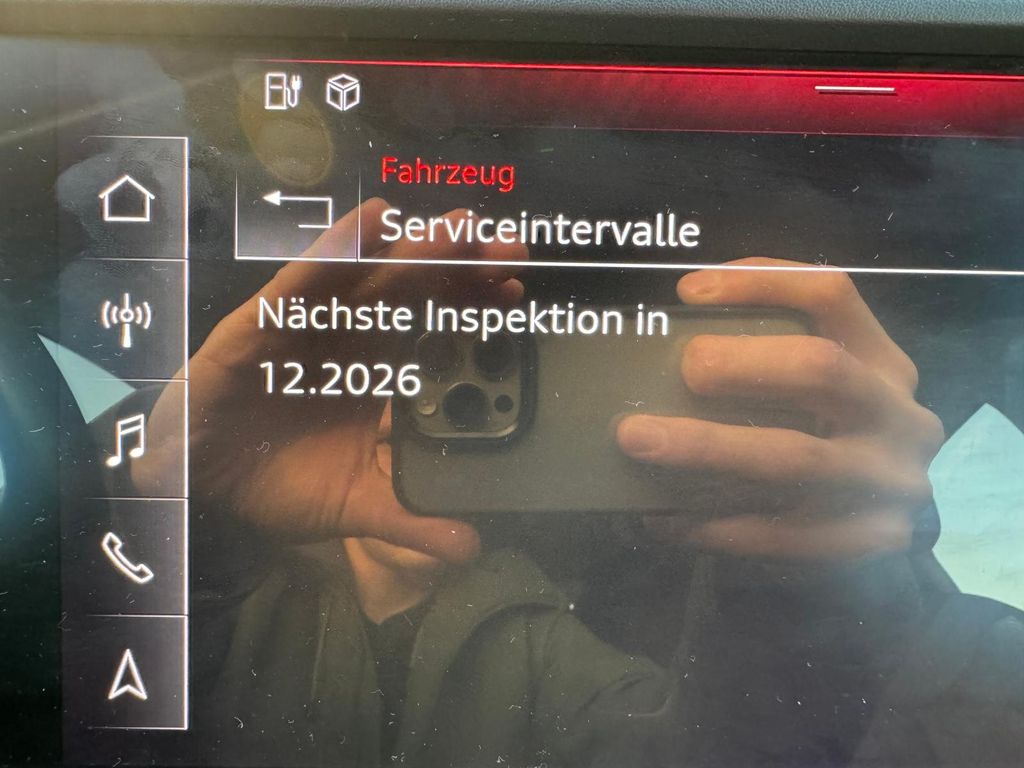 Fahrzeug
Serviceintervalle
Nächste Inspektion in
12.2026